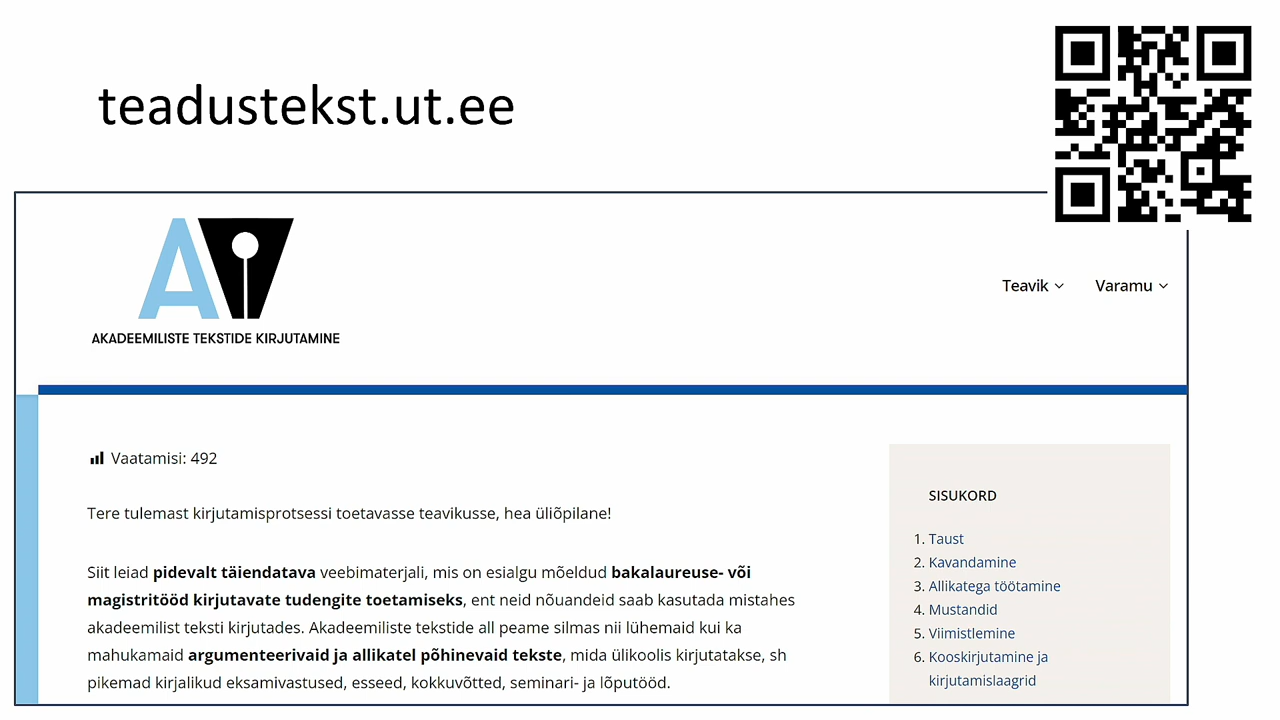 teadustekst.ut.ee
AKADEEMILISTE TEKSTIDE KIRJUTAMINE
Teavik
Varamu
Vaatamisi: 492
Tere tulemast kirjutamisprotsessi toetavasse teavikusse, hea üliõpilane!
Siit leiad pidevalt täiendatava veebimaterjali, mis on esialgu mõeldud bakalaureuse- või
magistritööd kirjutavate tudengite toetamiseks, ent neid nõuandeid saab kasutada mistahes
akadeemilist teksti kirjutades. Akadeemiliste tekstide all peame silmas nii lühemaid kui ka
mahukamaid argumenteerivaid ja allikatel põhinevaid tekste, mida ülikoolis kirjutatakse, sh
pikemad kirjalikud eksamivastused, esseed, kokkuvõtted, seminari- ja lõputööd.
SISUKORD
1. Taust
2. Kavandamine
3. Allikatega töötamine
4. Mustandid
5. Viimistlemine
6. Kooskirjutamine ja
kirjutamislaagrid